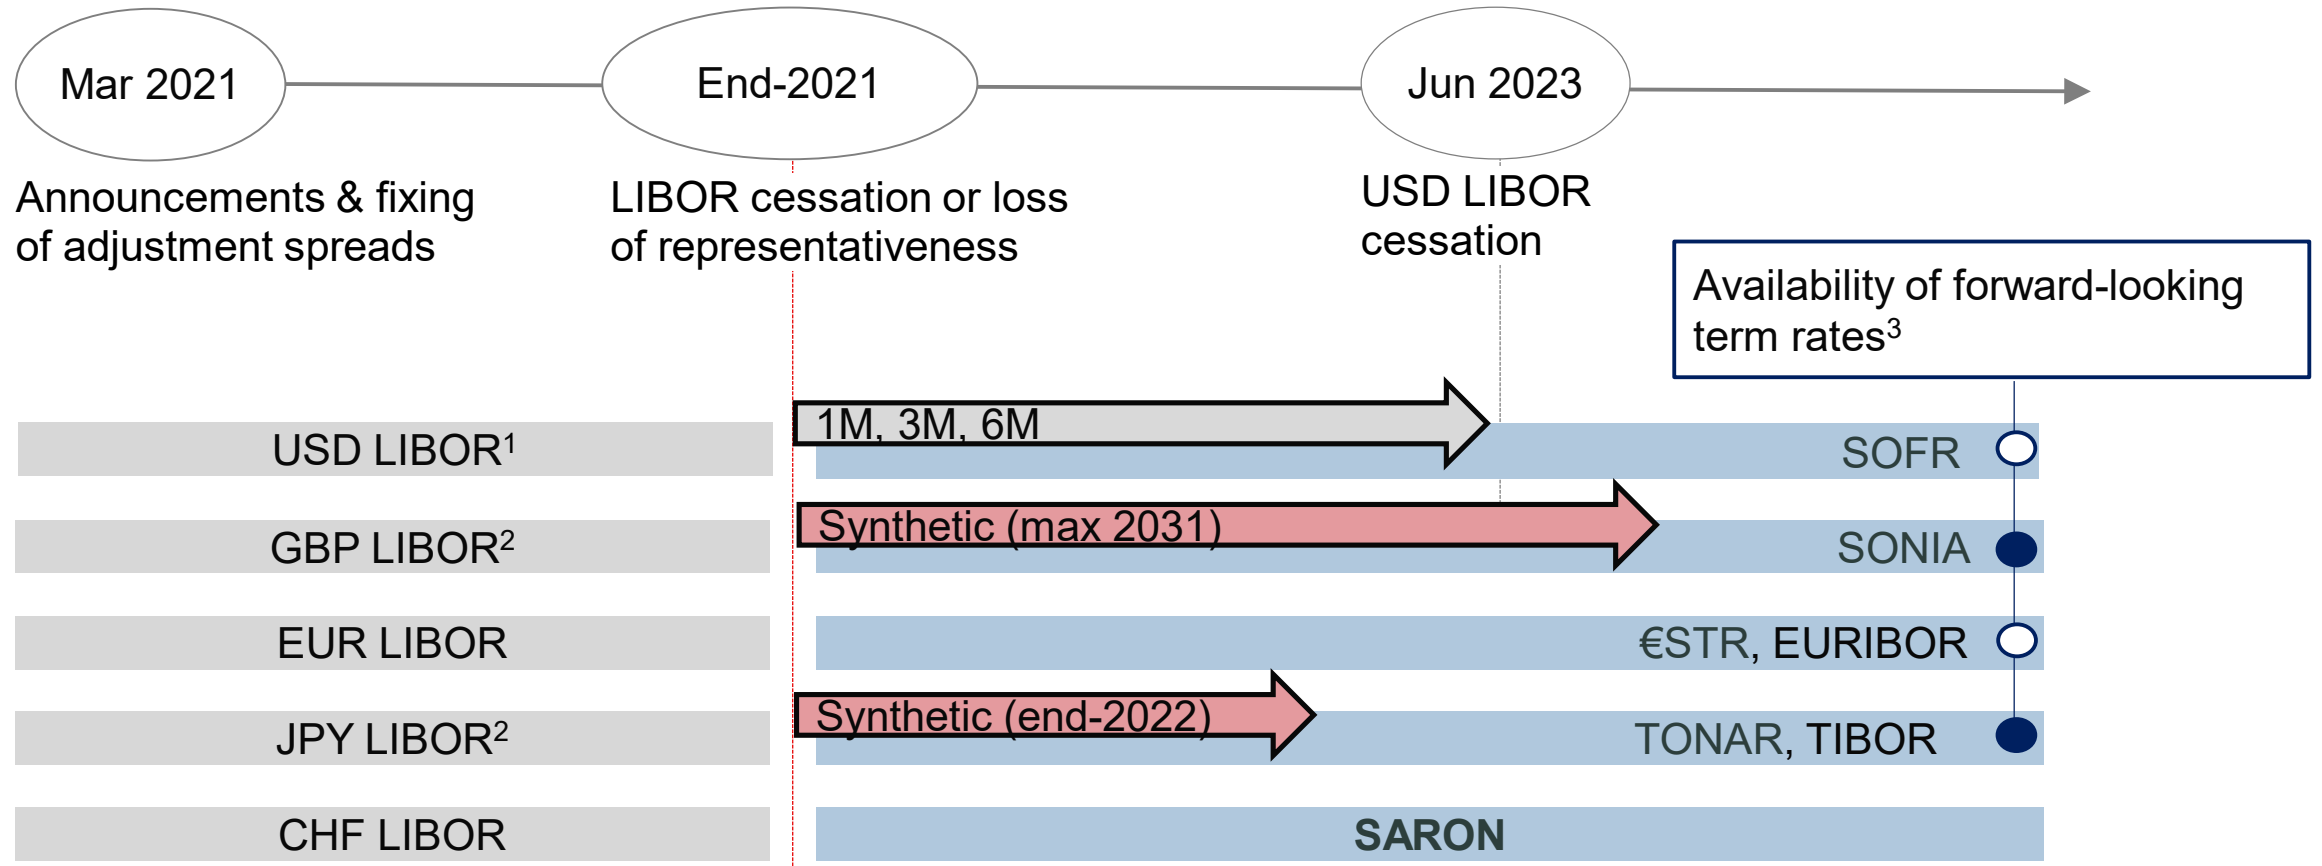 Mar 2021
End-2021
Jun 2023
Announcements & fixing
of adjustment spreads
LIBOR cessation or loss
of representativeness
USD LIBOR
cessation
Availability of forward-looking
term rates³
1M, 3M, 6M
USD LIBOR¹
SOFR
Synthetic (max 2031)
GBP LIBOR²
SONIA
EUR LIBOR
€STR, EURIBOR
Synthetic (end-2022)
JPY LIBOR²
TONAR, TIBOR
CHF LIBOR
SARON